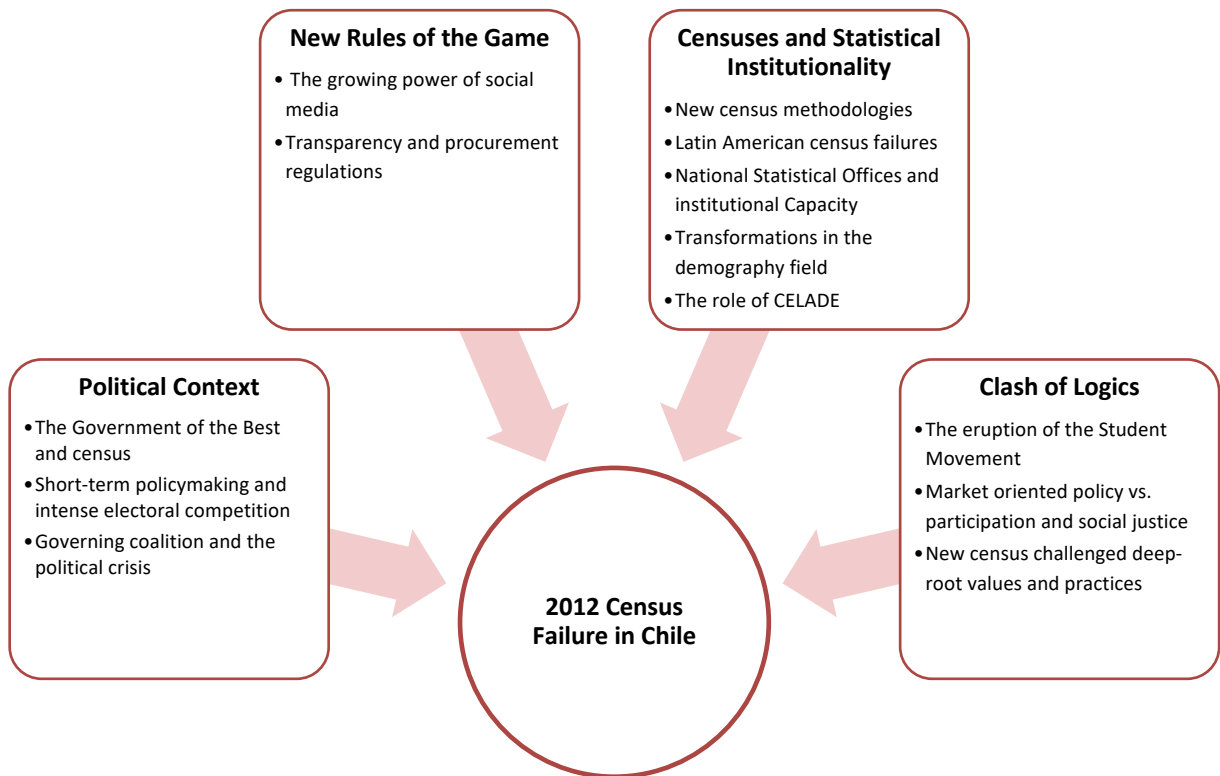 New Rules of the Game
• The growing power of social
media
•Transparency and procurement
regulations
Censuses and Statistical
Institutionality
•New census methodologies
•Latin American census failures
•National Statistical Offices and
institutional Capacity
•Transformations in the
demography field
•The role of CELADE
Political Context
•The Government of the Best
and census
•Short-term policymaking and
intense electoral competition
•Governing coalition and the
political crisis
Clash of Logics
•The eruption of the Student
Movement
•Market oriented policy vs.
participation and social justice
•New census challenged deep-
root values and practices
2012 Census
Failure in Chile